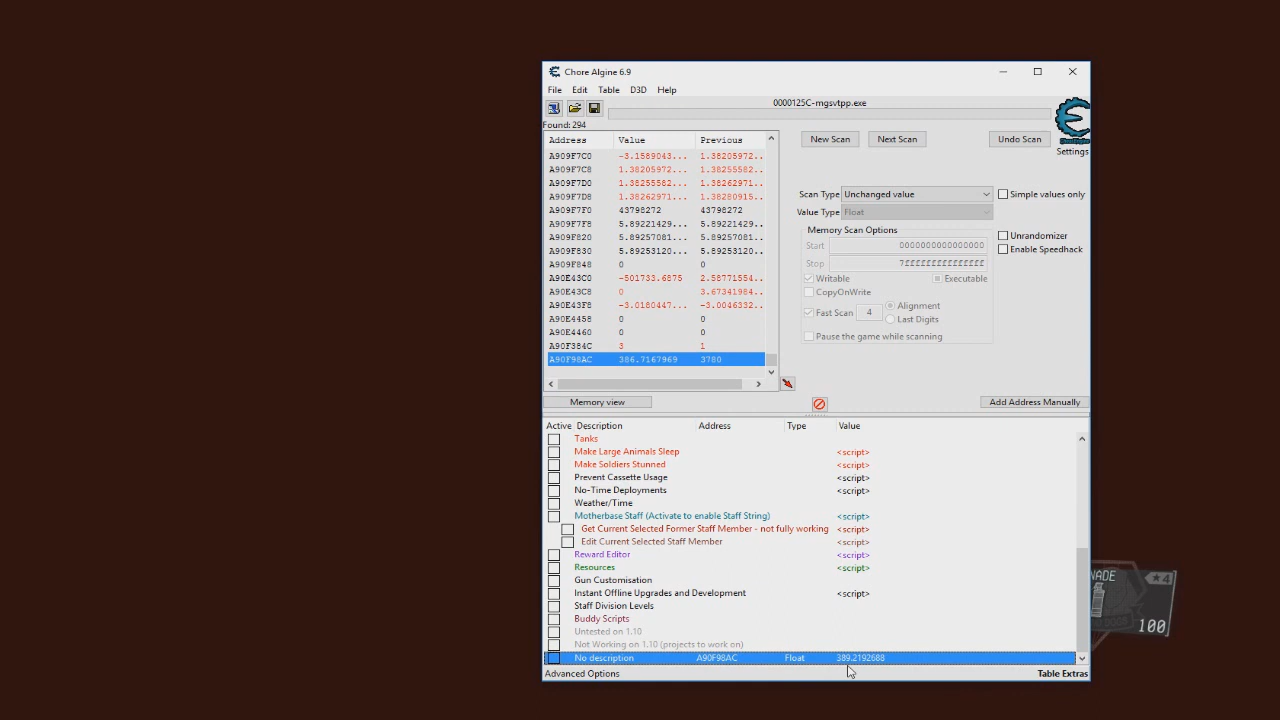 Chore Algine 6.9
File Edit Table D3D Help
0000125C-mgsvtpp.exe
Found: 294
Address Value Previous
A909F7C0 -3.1589043... 1.38205972..
A909F7C8 1.38205972... 1.38255582..
A909F7D0 1.38255582... 1.38262971..
A909F7D8 1.38262971... 1.38280915..
A909F7F0 43798272 43798272
A909F7F8 5.89221429... 5.89221429..
A909F820 5.89257081... 5.89257081..
A909F830 5.89253120... 5.89253120..
A909F848 0 0
A90E43C0 -501733.6875 2.58771554..
A90E43C8 0 3.67341984..
A90E43F8 -3.0180447... -3.0046332..
A90E4458 0 0
A90E4460 0 0
A90F384C 3 1
A90F98AC 386.7167969 3780
New Scan Next Scan Undo Scan
Settings
Scan Type Unchanged value Simple values only
Value Type Float
Memory Scan Options
Start 0000000000000000
Stop 7fffffffffffffff
Writable Executable
CopyOnWrite
Fast Scan 4 Alignment
Last Digits
Pause the game while scanning
Unrandomizer
Enable Speedhack
Memory view Add Address Manually
Active Description Address Type Value
Tanks
Make Large Animals Sleep <script>
Make Soldiers Stunned <script>
Prevent Cassette Usage <script>
No-Time Deployments <script>
Weather/Time
Motherbase Staff (Activate to enable Staff String) <script>
Get Current Selected Former Staff Member - not fully working <script>
Edit Current Selected Staff Member <script>
Reward Editor <script>
Resources <script>
Gun Customisation
Instant Offline Upgrades and Development <script>
Staff Division Levels
Buddy Scripts
Untested on 1.10
Not Working on 1.10 (projects to work on)
No description A90F98AC Float 389.2192688
Advanced Options Table Extras
NADE ★4
100